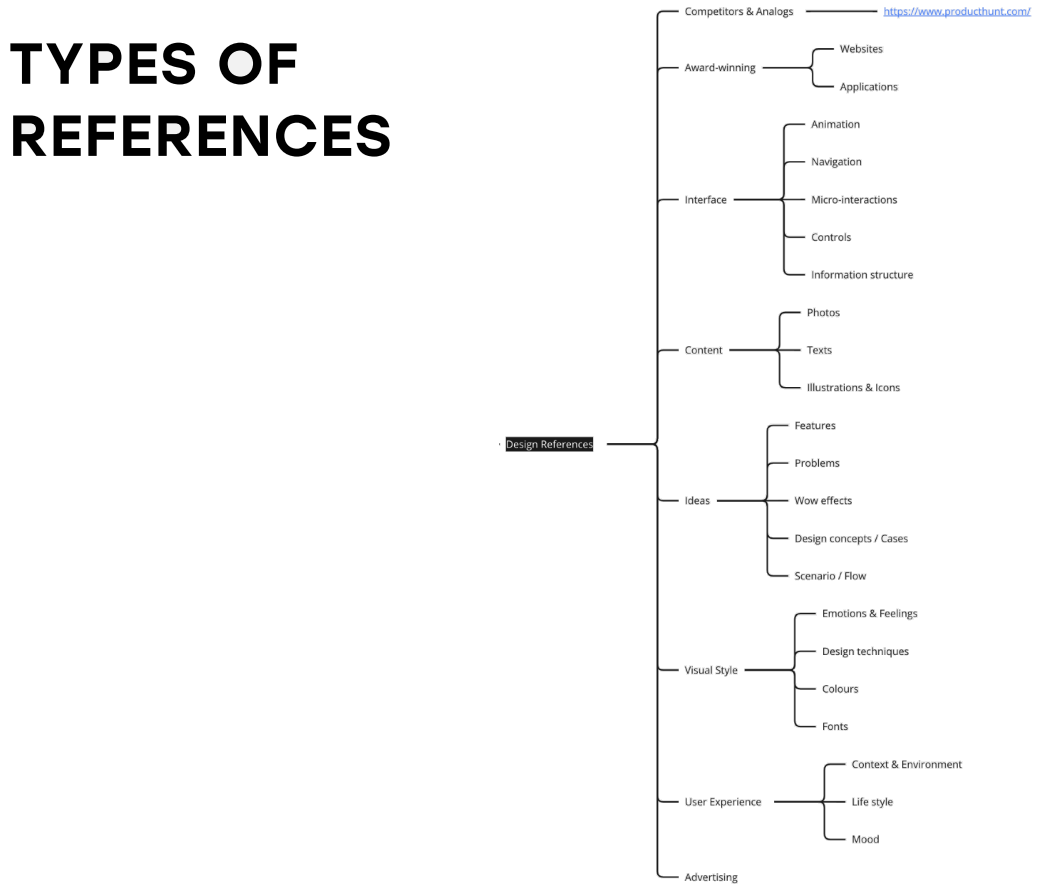 TYPES OF
REFERENCES
Design References
Competitors & Analogs
https://www.producthunt.com/
Award-winning
Websites
Applications
Interface
Animation
Navigation
Micro-interactions
Controls
Information structure
Content
Photos
Texts
Illustrations & Icons
Ideas
Features
Problems
Wow effects
Design concepts / Cases
Scenario / Flow
Visual Style
Emotions & Feelings
Design techniques
Colours
Fonts
User Experience
Context & Environment
Life style
Mood
Advertising